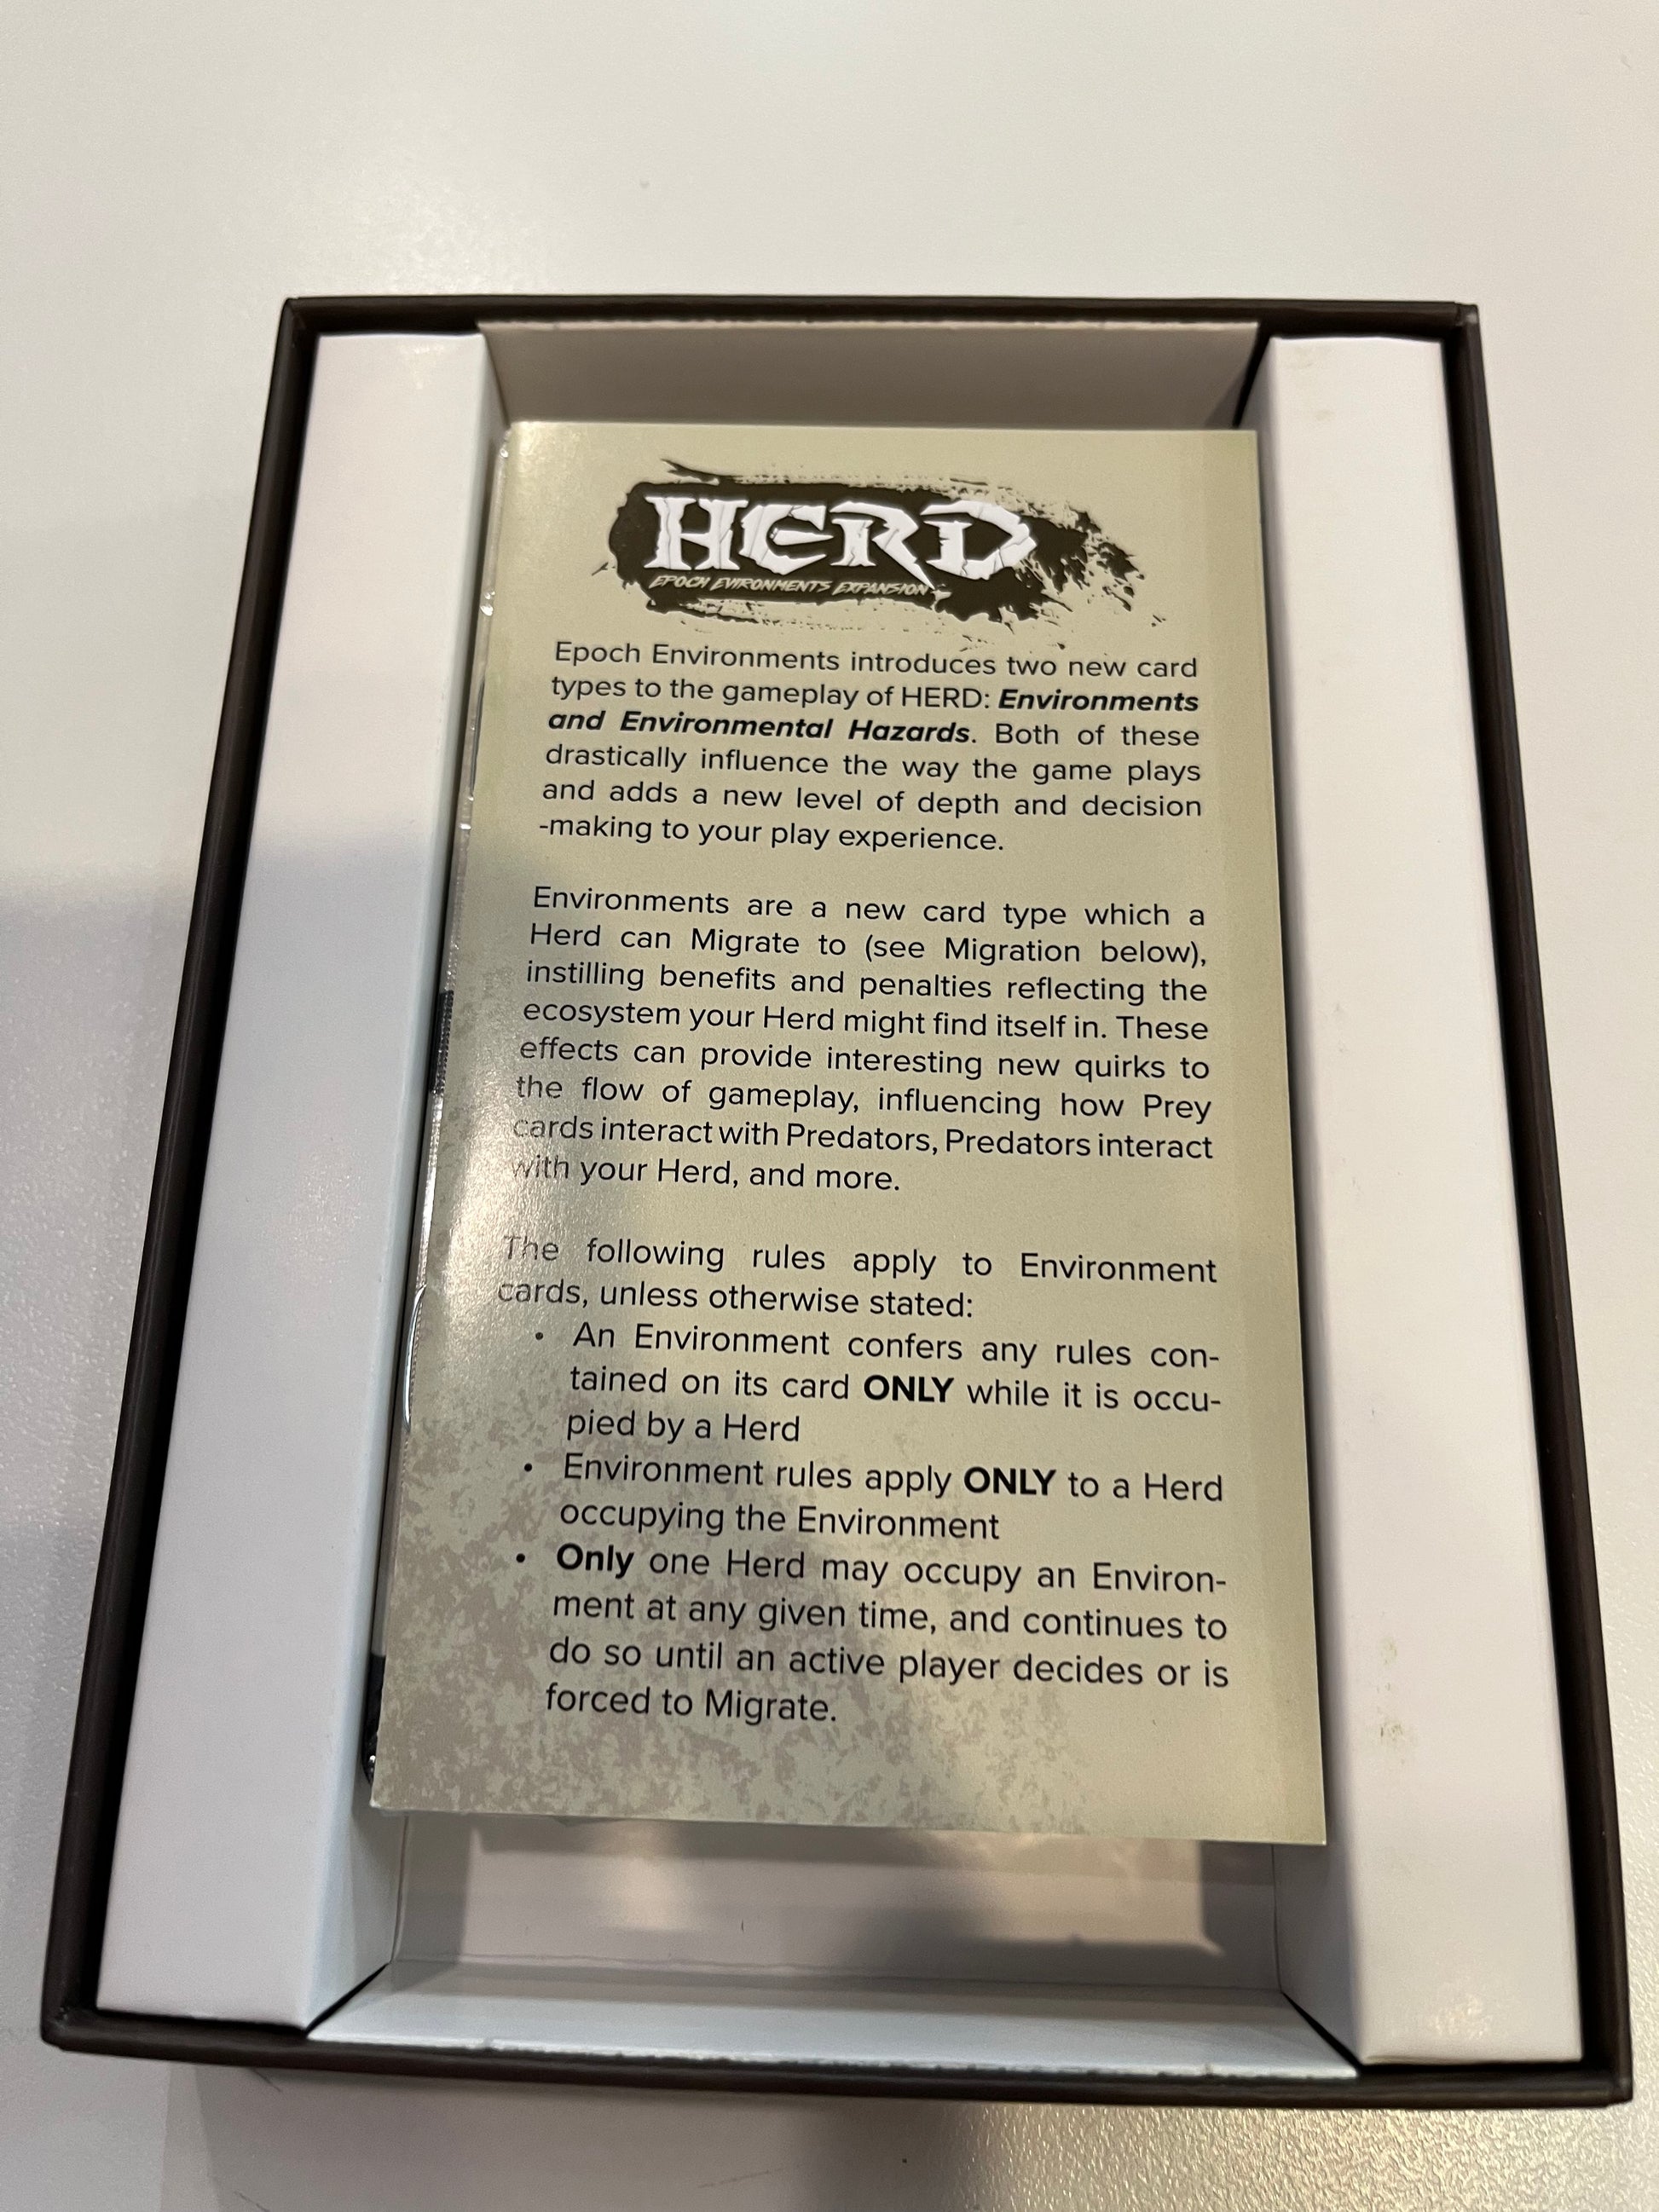 HERD
EPOCH EVIRONMENTS EXPANSION
Epoch Environments introduces two new card
types to the gameplay of HERD: Environments
and Environmental Hazards. Both of these
drastically influence the way the game plays
and adds a new level of depth and decision
-making to your play experience.
Environments are a new card type which a
Herd can Migrate to (see Migration below),
instilling benefits and penalties reflecting the
ecosystem your Herd might find itself in. These
effects can provide interesting new quirks to
the flow of gameplay, influencing how Prey
cards interact with Predators, Predators interact
with your Herd, and more.
The following rules apply to Environment
cards, unless otherwise stated:
• An Environment confers any rules con-
tained on its card ONLY while it is occu-
pied by a Herd
• Environment rules apply ONLY to a Herd
occupying the Environment
• Only one Herd may occupy an Environ-
ment at any given time, and continues to
do so until an active player decides or is
forced to Migrate.